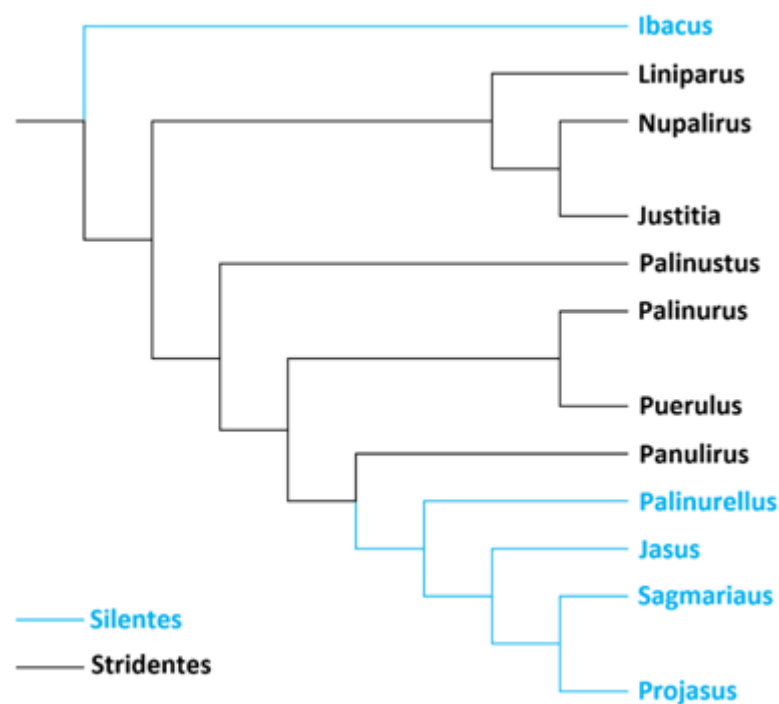 Ibacus
Liniparus
Nupalirus
Justitia
Palinustus
Palinurus
Puerulus
Panulirus
Palinurellus
Jasus
Sagmariaus
Projasus
Silentes
Stridentes